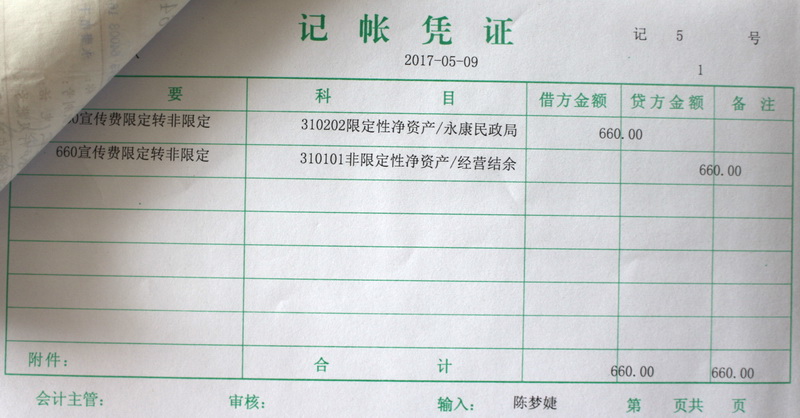 记帐凭证
记 5 号
2017-05-09
1
要 科 目 借方金额 贷方金额 备 注
0宣传费限定转非限定 310202限定性净资产/永康民政局 660.00
660宣传费限定转非限定 310101非限定性净资产/经营结余 660.00
附件: 合 计 660.00 660.00
会计主管: 审核: 输入: 陈梦婕 第 页共 页